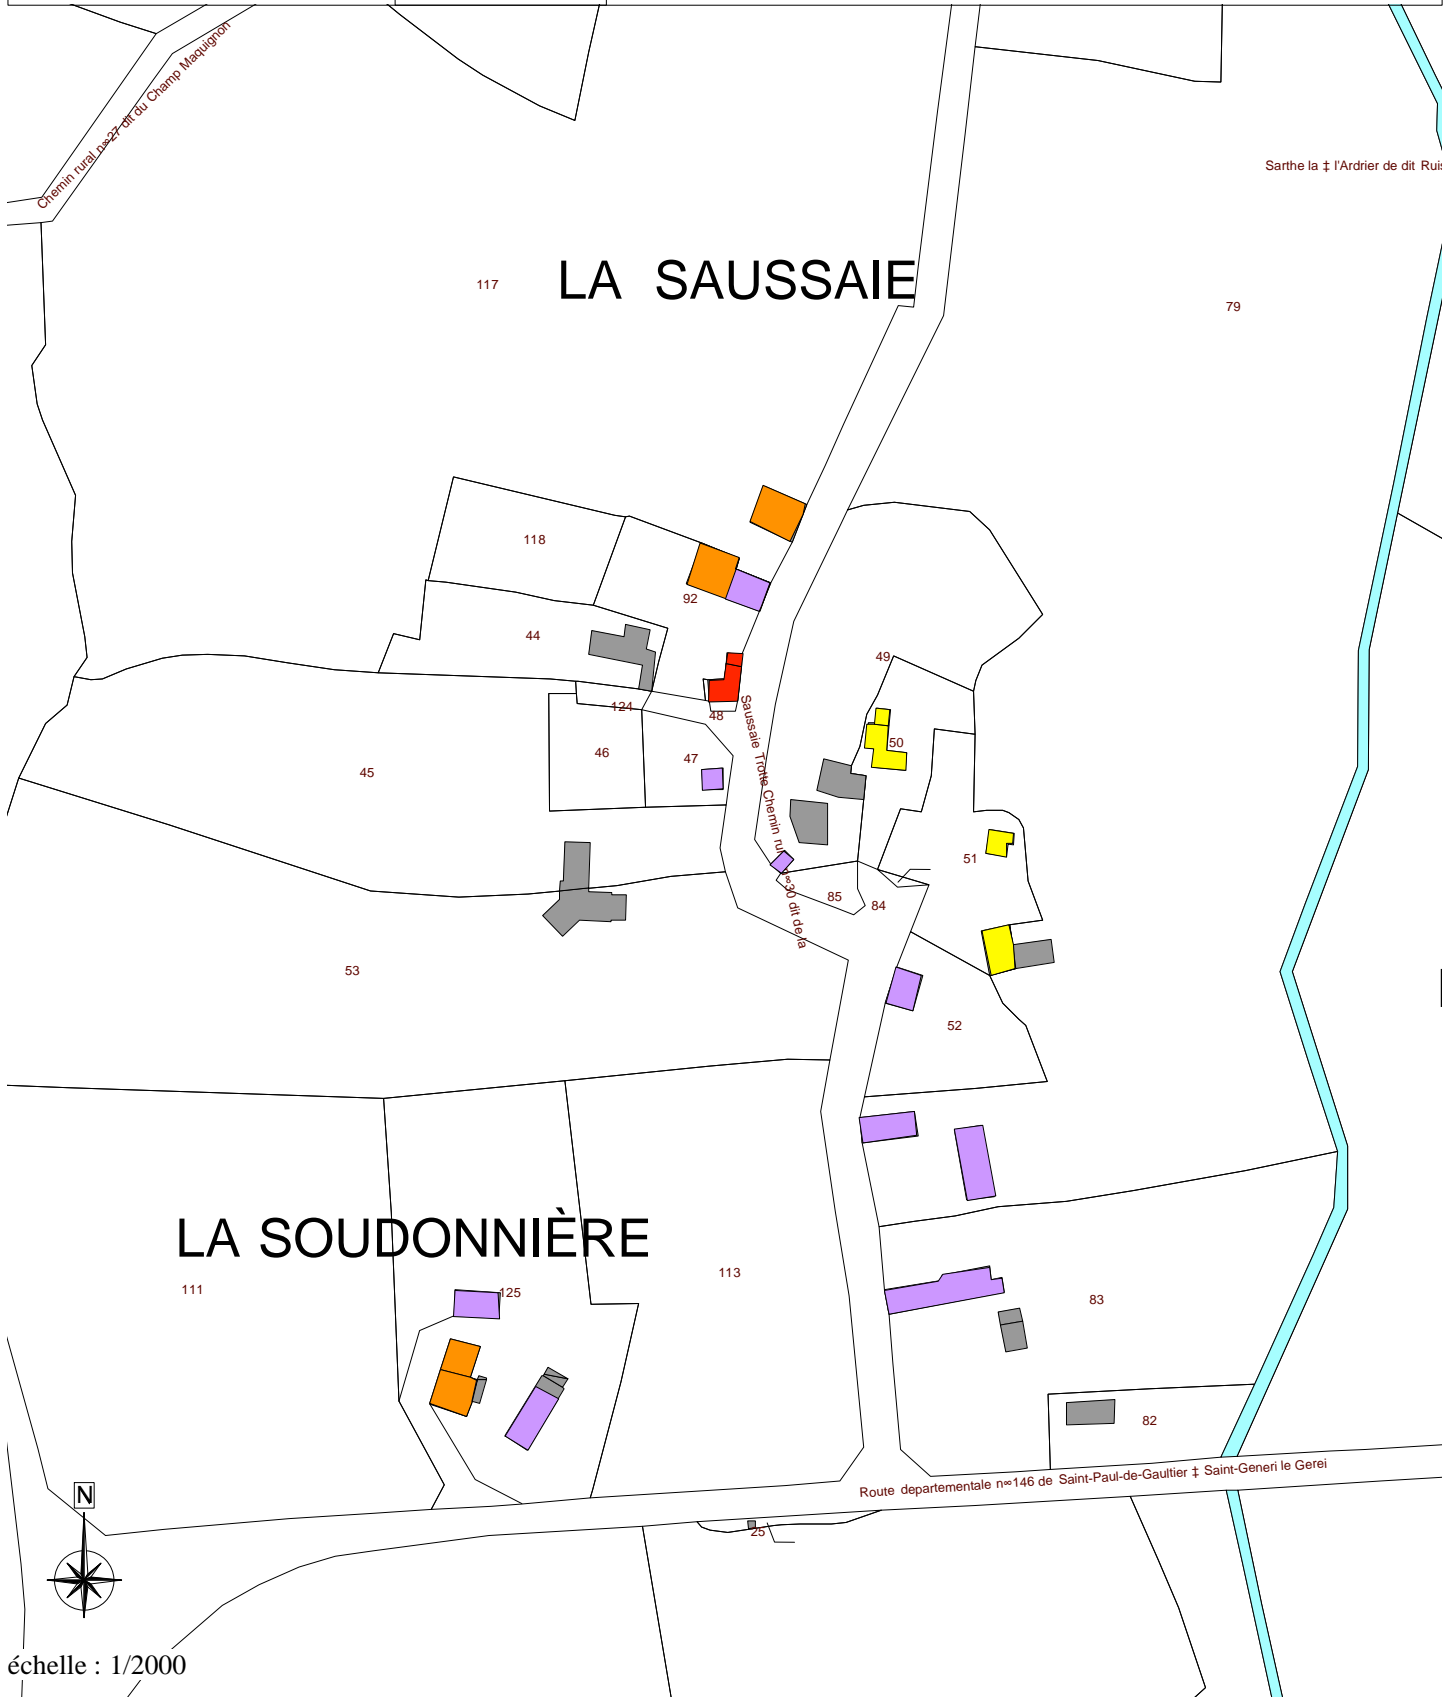 Chemin rural n∞27 dit du Champ Maquignon
Sarthe la ‡ l'Ardrier de dit
LA SAUSSAIE
117
79
118
92
44
49
124
48
50
46
47
45
Saussaie Trotte Chemin rural n∞30 dit de la
51
85
84
53
52
LA SOUDONNIÈRE
113
111
125
83
82
Route departementale n∞146 de Saint-Paul-de-Gaultier ‡ Saint-Generi le Gerei
N
25
échelle : 1/2000